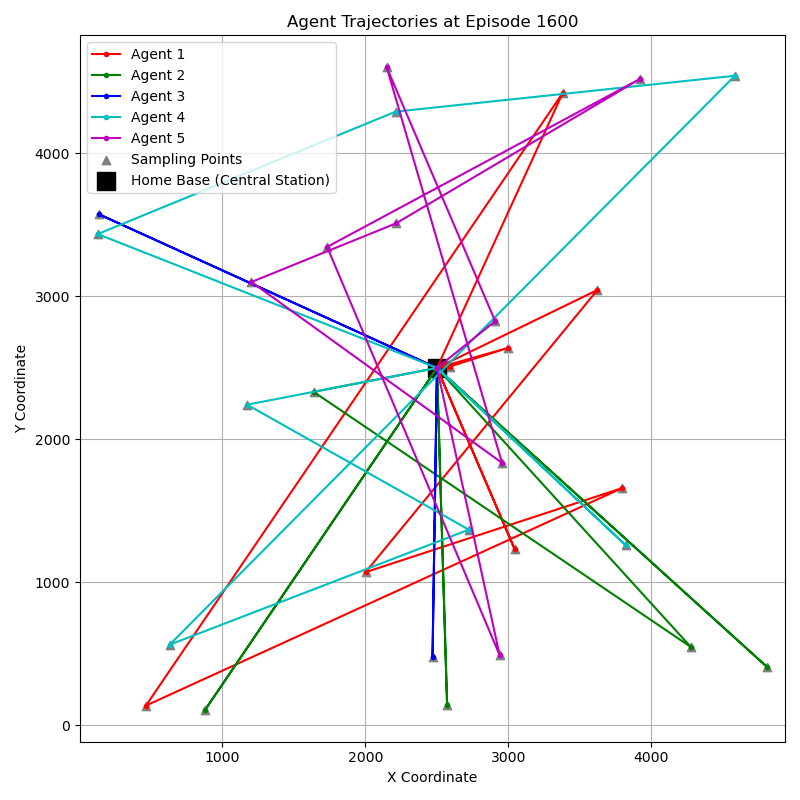 Agent Trajectories at Episode 1600
Agent 1
Agent 2
Agent 3
Agent 4
Agent 5
Sampling Points
Home Base (Central Station)
Y Coordinate
4000
3000
2000
1000
0
1000 2000 3000 4000
X Coordinate